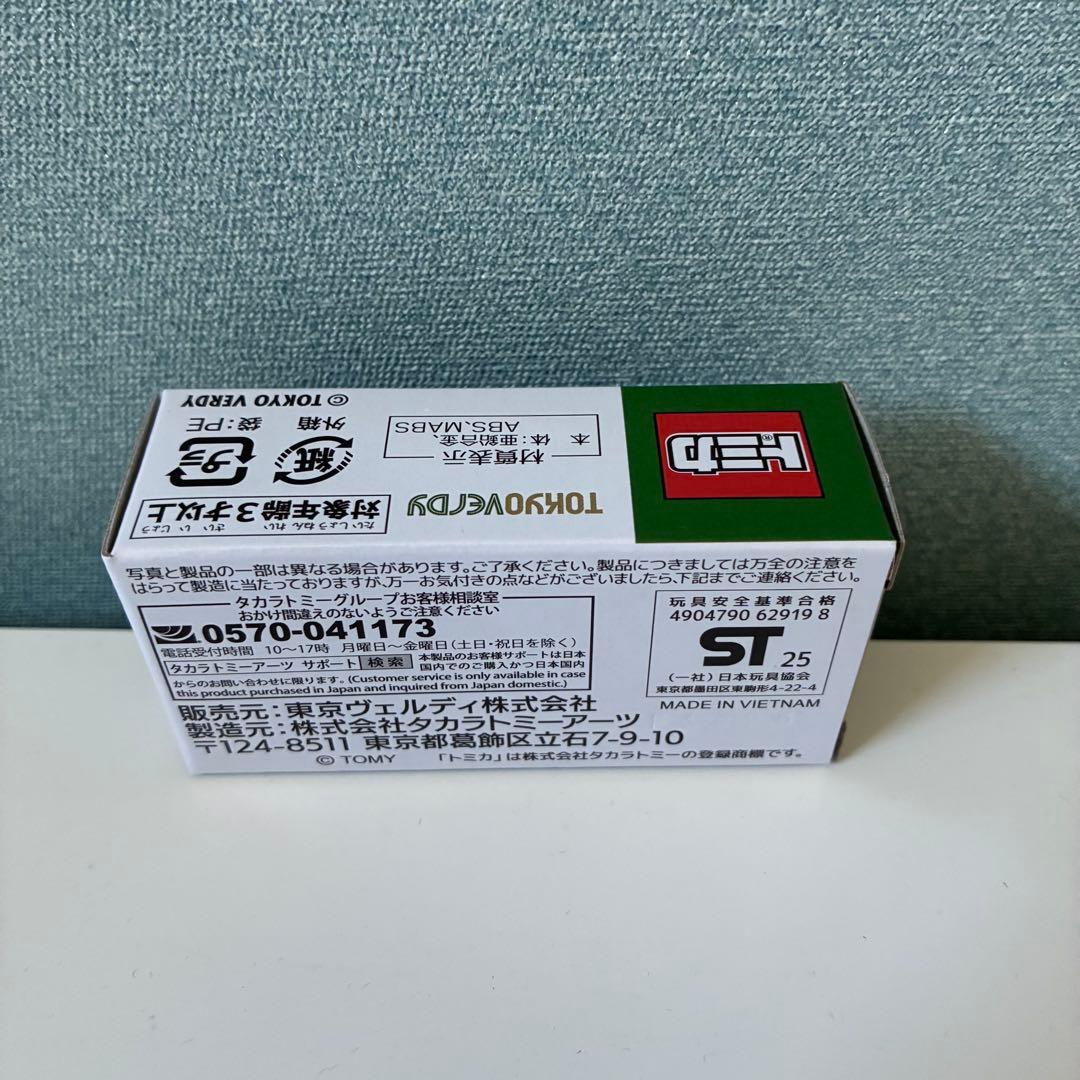 トミカ®
TOKYO VERDY
対象年齢3才以上
たいしょうねんれい さい いじょう
材質表示
本 体:亜鉛合金、
ABS、MABS
紙
外箱
プラ
袋:PE
© TOKYO VERDY
写真と製品の一部は異なる場合があります。ご了承ください。製品につきましては万全の注意を
はらって製造に当たっておりますが、万一お気付きの点などがございましたら、下記までご連絡ください。
タカラトミーグループお客様相談室
おかけ間違えのないようご注意ください
0570-041173
電話受付時間 10〜17時 月曜日〜金曜日(土日・祝日を除く)
タカラトミーアーツ サポート 検索 本製品のお客様サポートは日本
国内でのご購入かつ日本国内
からのお問い合わせに限ります。(Customer service is only available in case
this product purchased in Japan and inquired from Japan domestic.)
販売元:東京ヴェルディ株式会社
製造元:株式会社タカラトミーアーツ
〒124-8511 東京都葛飾区立石7-9-10
© TOMY 「トミカ」は株式会社タカラトミーの登録商標です。
玩具安全基準合格
4904790 62919 8
ST 25
(一社)日本玩具協会
東京都墨田区東駒形4-22-4
MADE IN VIETNAM